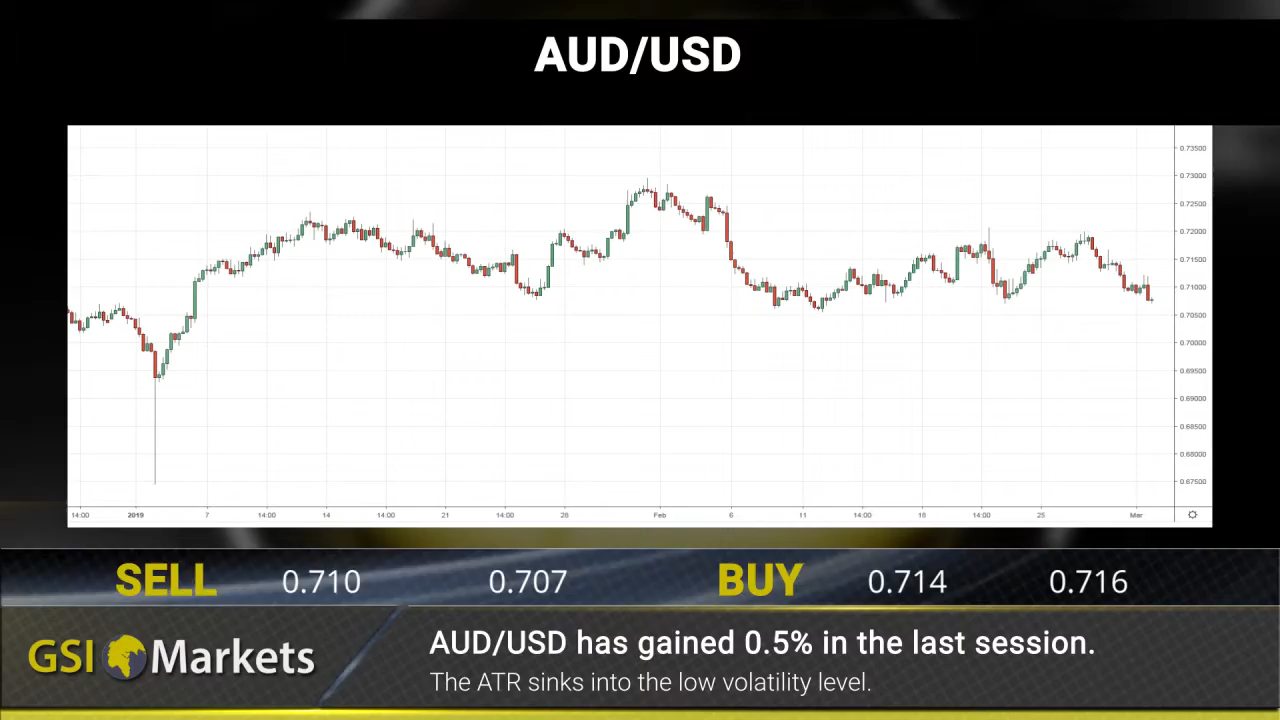 AUD/USD
0.73500
0.73000
0.72500
0.72000
0.71500
0.71000
0.70500
0.70000
0.69500
0.69000
0.68500
0.68000
0.67500
14:00 2019 7 14:00 14 14:00 21 14:00 28 Feb 6 11 14:00 18 14:00 25 Mar
SELL 0.710 0.707 BUY 0.714 0.716
GSI Markets
AUD/USD has gained 0.5% in the last session.
The ATR sinks into the low volatility level.